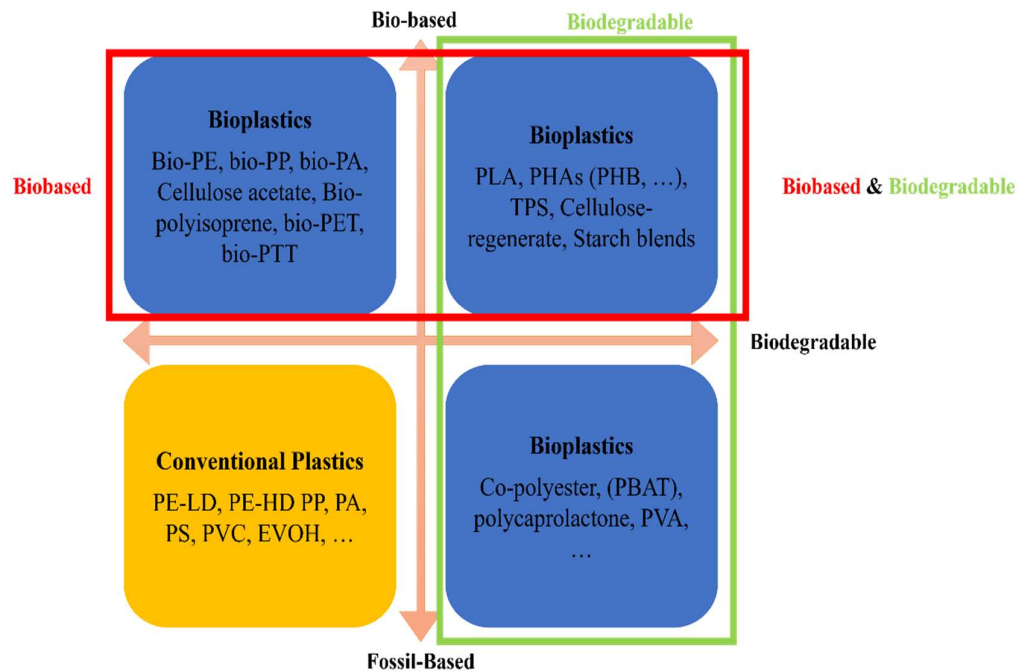 Bio-based
Biodegradable
Bioplastics
Bio-PE, bio-PP, bio-PA,
Cellulose acetate, Bio-
polyisoprene, bio-PET,
bio-PTT
Bioplastics
PLA, PHAs (PHB, …),
TPS, Cellulose-
regenerate, Starch blends
Biobased
Biobased & Biodegradable
Biodegradable
Conventional Plastics
PE-LD, PE-HD PP, PA,
PS, PVC, EVOH, …
Bioplastics
Co-polyester, (PBAT),
polycaprolactone, PVA,
…
Fossil-Based